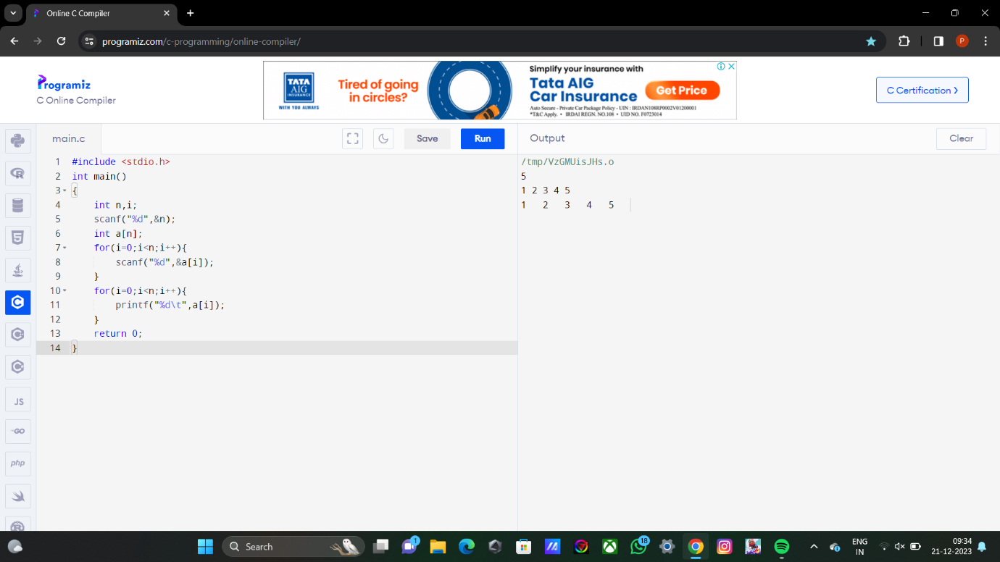 Online C Compiler
programiz.com/c-programming/online-compiler/
P
Programiz
C Online Compiler
TATA
AIG
INSURANCE
WITH YOU ALWAYS
Tired of going
in circles?
Simplify your insurance with
Tata AIG
Car Insurance
Get Price
Auto Secure - Private Car Package Policy - UIN : IRDAN108RP0002V01200001
*T&C Apply. • IRDAI REGN. NO.108 • UID NO. F0723014
C Certification >
main.c
Save
Run
Output
Clear
1 #include <stdio.h>
2 int main()
3 {
4 int n,i;
5 scanf("%d",&n);
6 int a[n];
7 for(i=0;i<n;i++){
8 scanf("%d",&a[i]);
9 }
10 for(i=0;i<n;i++){
11 printf("%d\t",a[i]);
12 }
13 return 0;
14 }
/tmp/VzGMUisJHs.o
5
1 2 3 4 5
1 2 3 4 5
JS
GO
php
Search
1
18
ENG
IN
09:34
21-12-2023